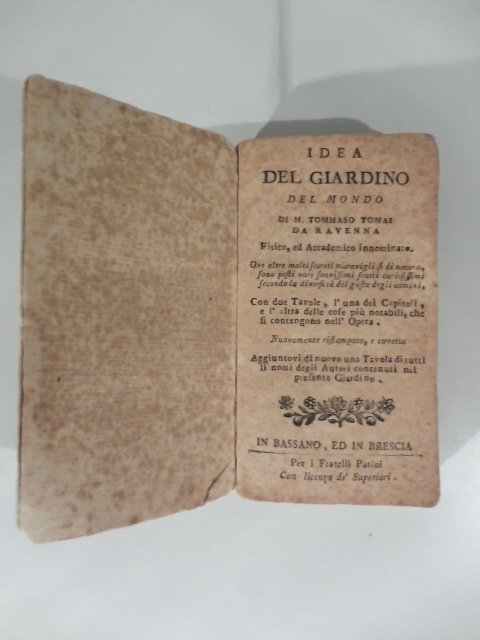 IDEA
DEL GIARDINO
DEL MONDO
DI M. TOMMASO TOMAI
DA RAVENNA
Fisico, ed Accademico innominato.
Ove oltre molti secreti maravigliosi di natura,
sono posti vari soavissimi frutti curiosissimi
secondo la diversità del gusto degli uomini.
Con due Tavole, l'una dei Capitoli,
e l'altra delle cose più notabili, che
si contengono nell'Opera.
Nuovamente ristampata, e corretta
Aggiuntovi di nuovo una Tavola di tutti
li nomi degli Autori contenuti nel
presente Giardino.
IN BASSANO, ED IN BRESCIA
Per i Fratelli Pasini
Con licenza de' Superiori.